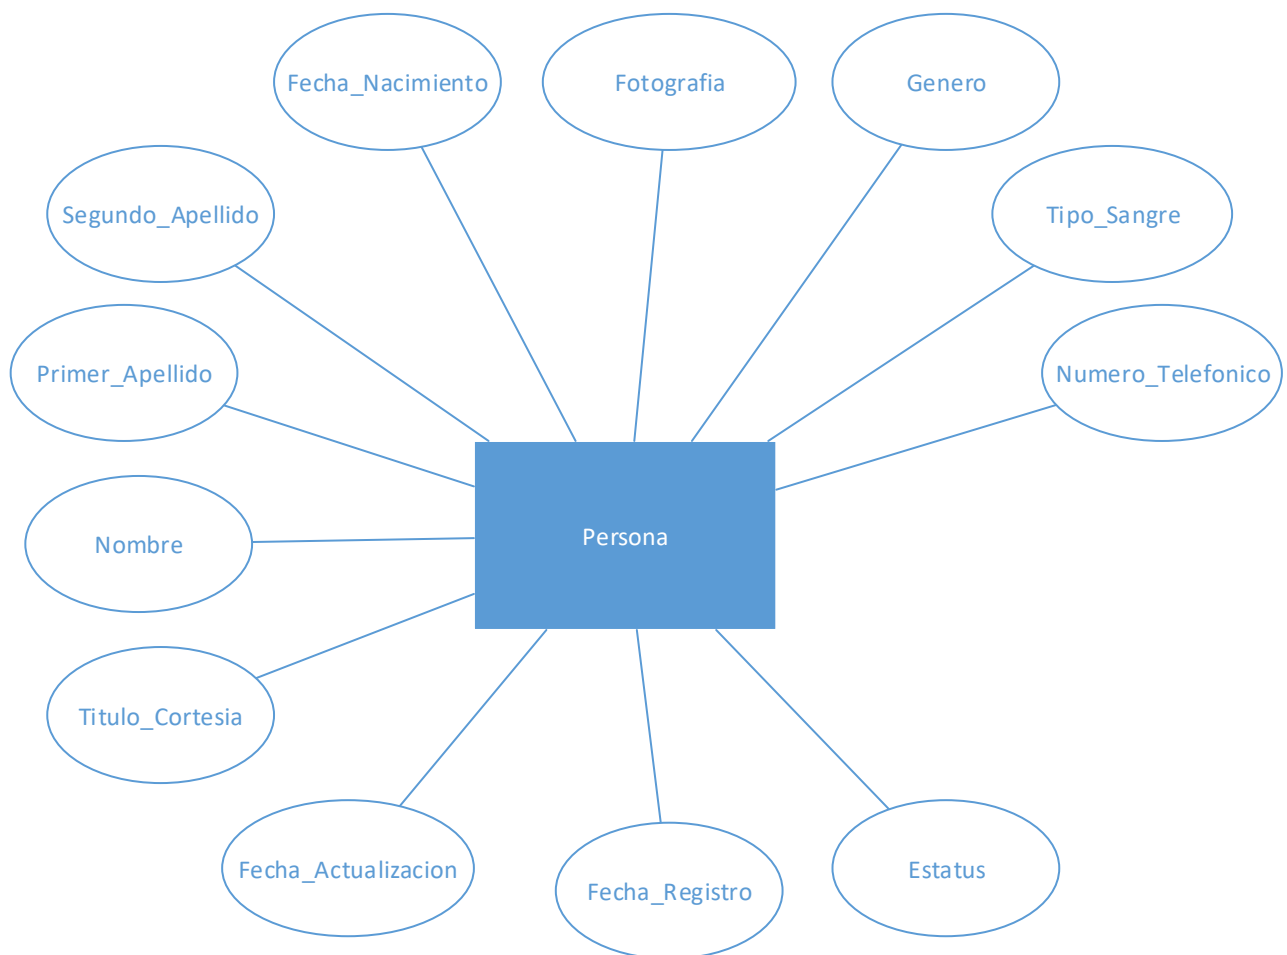 Fecha_Nacimiento
Fotografia
Genero
Segundo_Apellido
Tipo_Sangre
Primer_Apellido
Numero_Telefonico
Persona
Nombre
Titulo_Cortesia
Fecha_Actualizacion
Fecha_Registro
Estatus